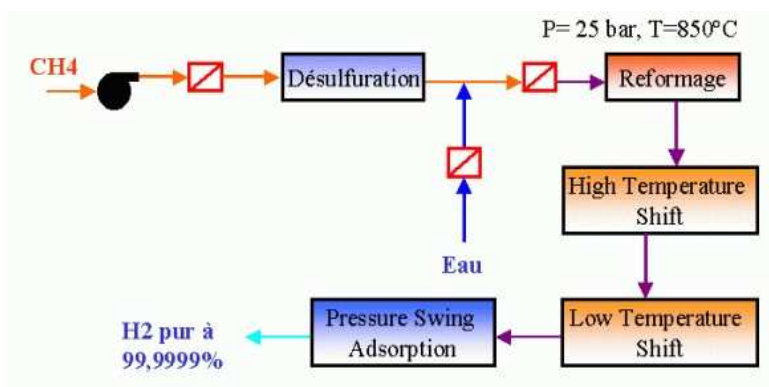 P= 25 bar, T=850°C
CH4
Désulfuration
Reformage
High Temperature
Shift
Eau
Low Temperature
Shift
Pressure Swing
Adsorption
H2 pur à
99,9999%